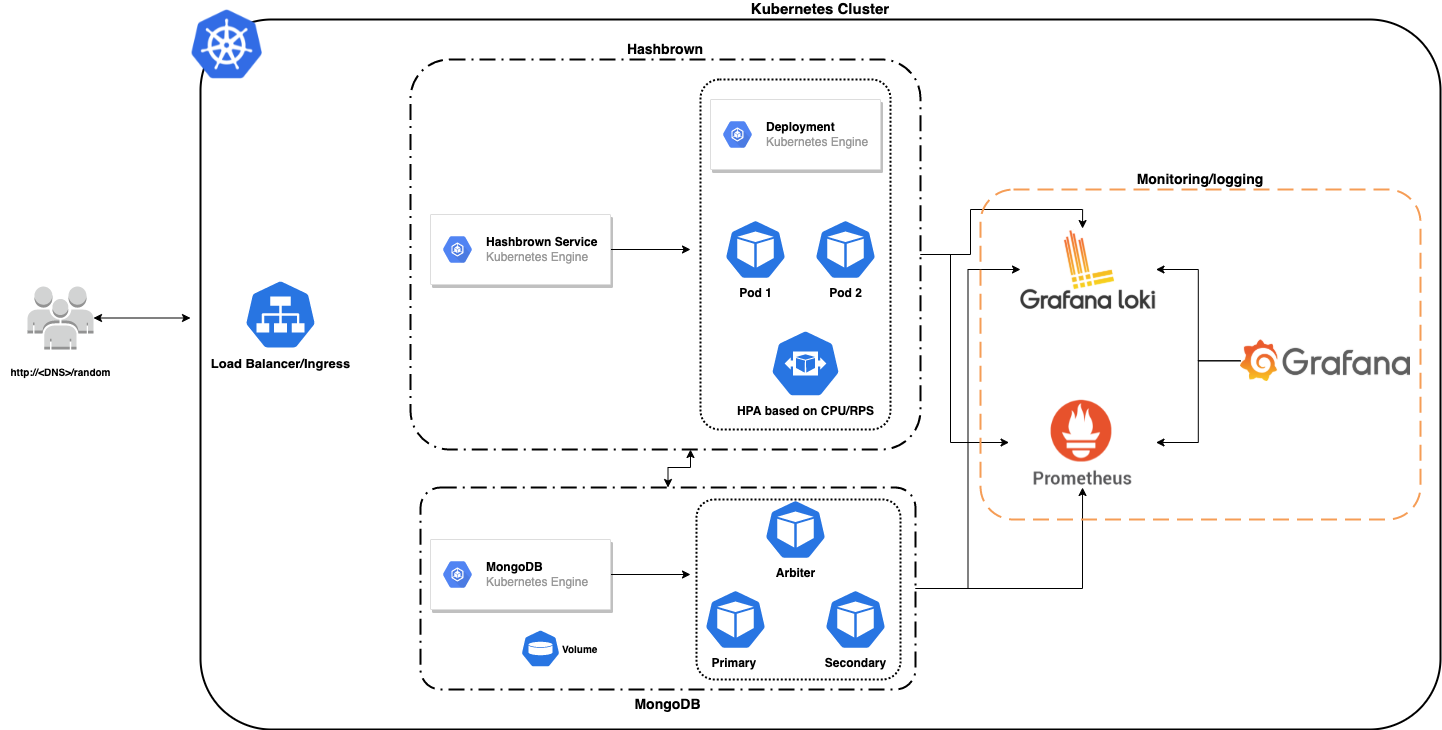 Kubernetes Cluster
Hashbrown
Deployment
Kubernetes Engine
Hashbrown Service
Kubernetes Engine
Pod 1
Pod 2
HPA based on CPU/RPS
http://<DNS>/random
Load Balancer/Ingress
Monitoring/logging
Grafana loki
Grafana
Prometheus
MongoDB
Kubernetes Engine
Volume
Arbiter
Primary
Secondary
MongoDB